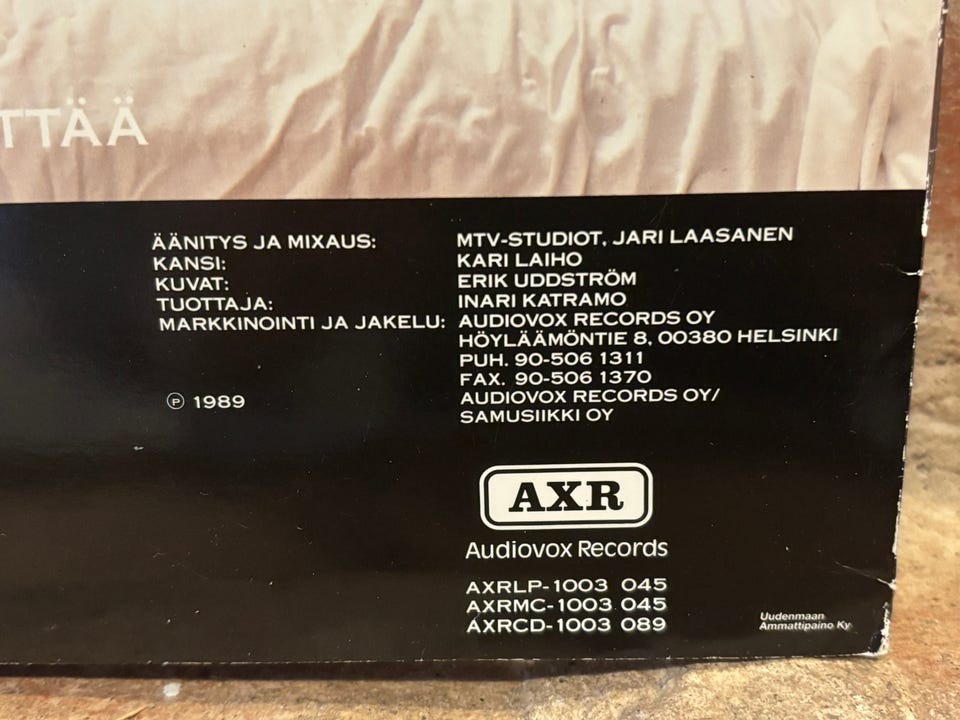 TTÄÄ
ÄÄNITYS JA MIXAUS: MTV-STUDIOT, JARI LAASANEN
KANSI: KARI LAIHO
KUVAT: ERIK UDDSTRÖM
TUOTTAJA: INARI KATRAMO
MARKKINOINTI JA JAKELU: AUDIOVOX RECORDS OY
HÖYLÄÄMÖNTIE 8, 00380 HELSINKI
PUH. 90-506 1311
FAX. 90-506 1370
Ⓟ 1989 AUDIOVOX RECORDS OY/
SAMUSIIKKI OY
AXR
Audiovox Records
AXRLP-1003 045
AXRMC-1003 045
AXRCD-1003 089
Uudenmaan
Ammattipaino Ky